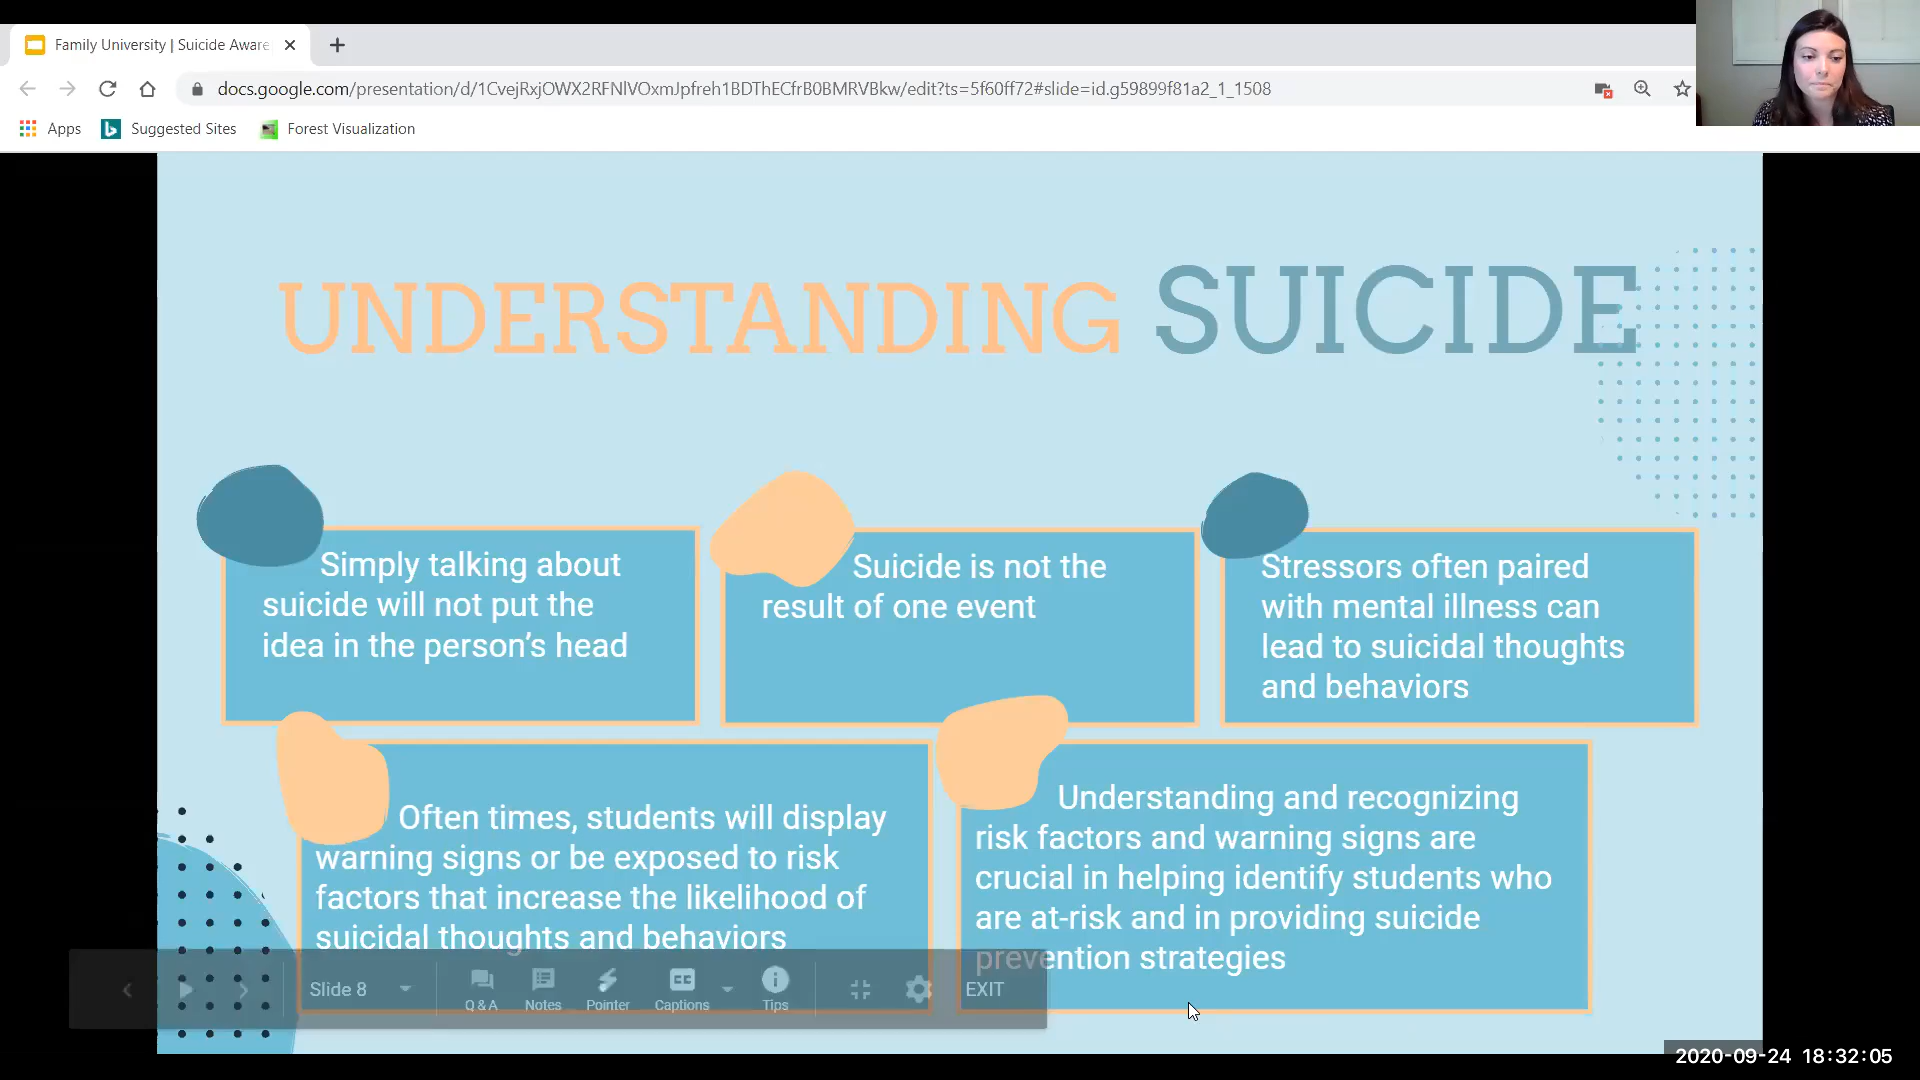 Family University | Suicide Aware
docs.google.com/presentation/d/1CvejRxjOWX2RFNlVOxmJpfreh1BDThECfrB0BMRVBkw/edit?ts=5f60ff72#slide=id.g59899f81a2_1_1508
Apps Suggested Sites Forest Visualization
UNDERSTANDING SUICIDE
Simply talking about
suicide will not put the
idea in the person's head
Suicide is not the
result of one event
Stressors often paired
with mental illness can
lead to suicidal thoughts
and behaviors
Often times, students will display
warning signs or be exposed to risk
factors that increase the likelihood of
suicidal thoughts and behaviors
Understanding and recognizing
risk factors and warning signs are
crucial in helping identify students who
are at-risk and in providing suicide
prevention strategies
Slide 8
Q & A Notes Pointer CC Captions Tips
EXIT
2020-09-24 18:32:05